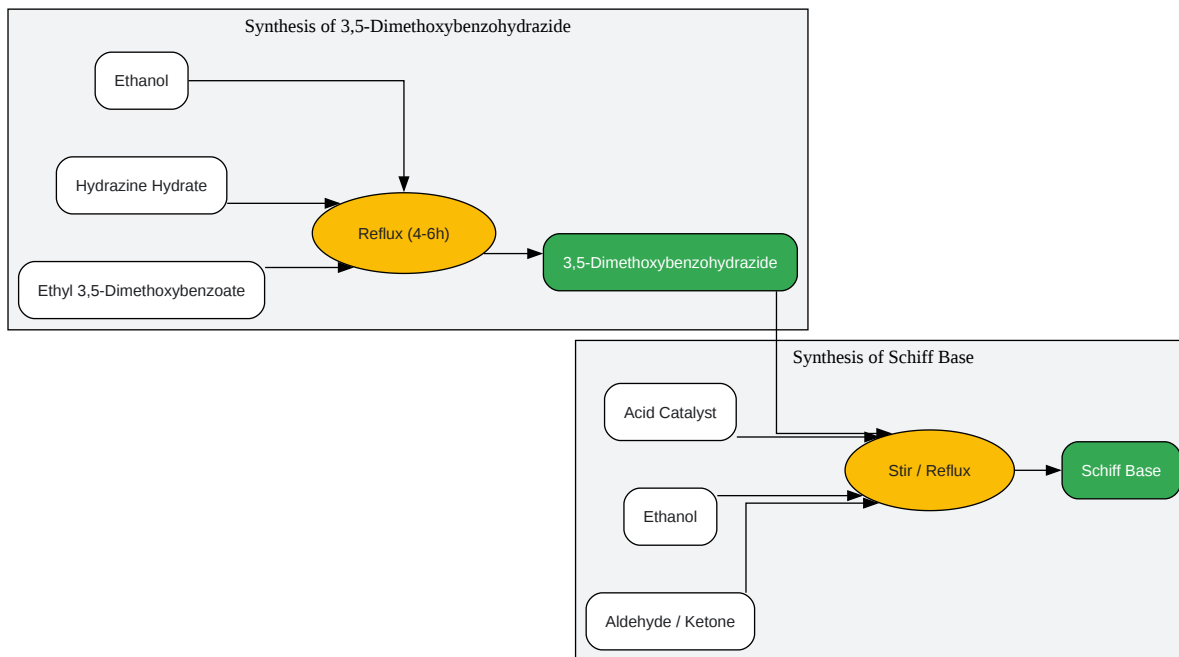 Synthesis of 3,5-Dimethoxybenzohydrazide
Ethanol
Hydrazine Hydrate
Reflux (4-6h)
3,5-Dimethoxybenzohydrazide
Ethyl 3,5-Dimethoxybenzoate
Synthesis of Schiff Base
Acid Catalyst
Stir / Reflux
Schiff Base
Ethanol
Aldehyde / Ketone